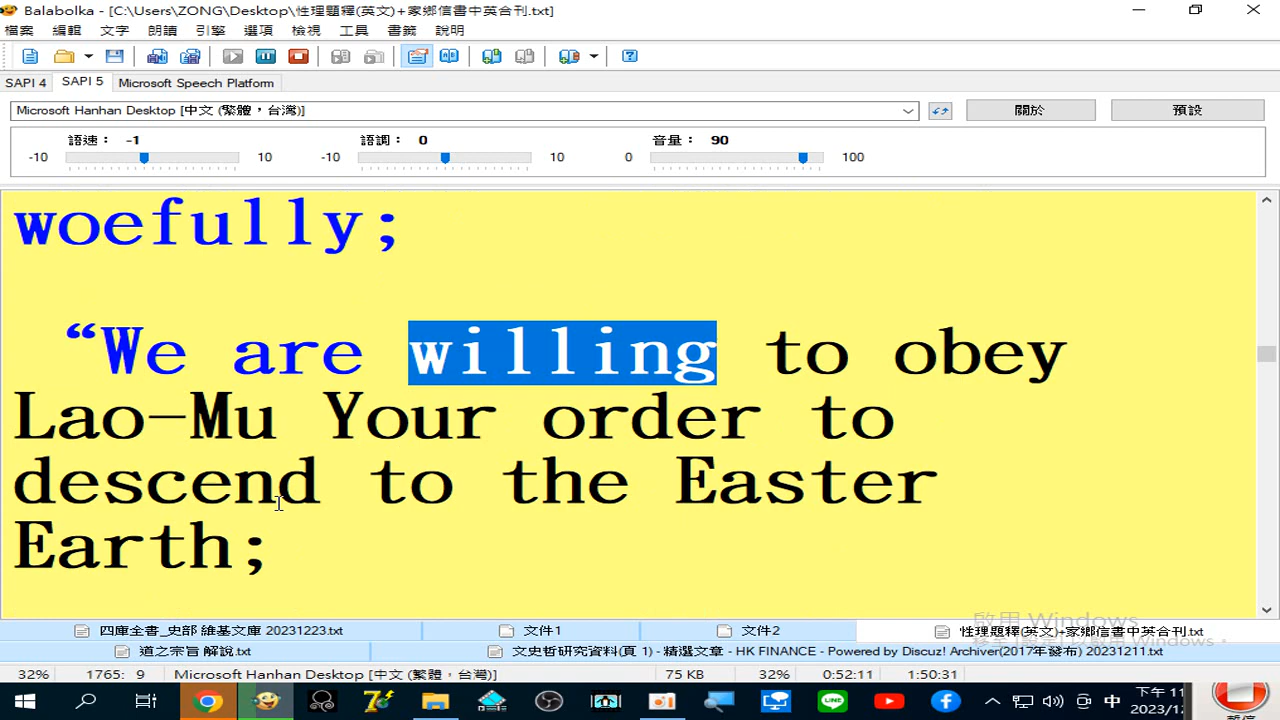 Balabolka - [C:\Users\ZONG\Desktop\性理題釋(英文)+家鄉信書中英合刊.txt]
檔案 編輯 文字 朗讀 引擎 選項 檢視 工具 書籤 說明
SAPI 4 SAPI 5 Microsoft Speech Platform
Microsoft Hanhan Desktop [中文 (繁體，台灣)] 關於 預設
語速： -1 語調： 0 音量： 90
-10 10 -10 10 0 100
woefully;
“We are willing to obey
Lao-Mu Your order to
descend to the Easter
Earth;
啟用 Windows
四庫全書_史部 維基文庫 20231223.txt 文件1 文件2 性理題釋(英文)+家鄉信書中英合刊.txt
道之宗旨 解說.txt 文史哲研究資料(頁 1) - 精選文章 - HK FINANCE - Powered by Discuz! Archiver(2017年發布) 20231211.txt
32% 1765: 9 Microsoft Hanhan Desktop [中文 (繁體，台灣)] 75 KB 32% 0:52:11 1:50:31
中 下午 11
2023/12